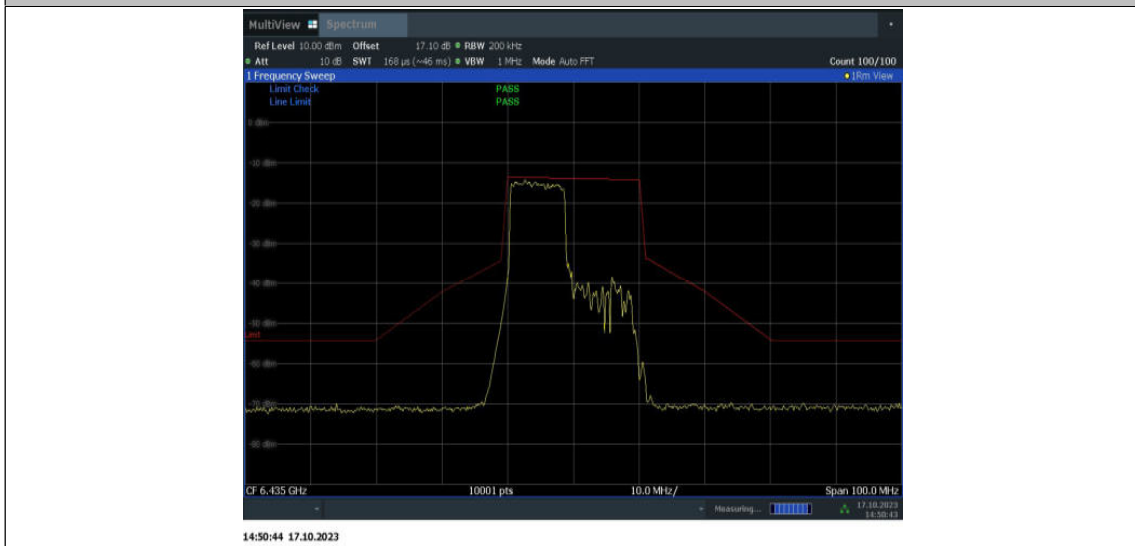 MultiView Spectrum
Ref Level 10.00 dBm Offset 17.10 dB RBW 200 kHz
Att 10 dB SWT 168 µs (~46 ms) VBW 1 MHz Mode Auto FFT Count 100/100
1 Frequency Sweep 1Rm View
Limit Check PASS
Line Limit PASS
0 dBm
-10 dBm
-20 dBm
-30 dBm
-40 dBm
-50 dBm
-60 dBm
-70 dBm
-80 dBm
CF 6.435 GHz 10001 pts 10.0 MHz/ Span 100.0 MHz
Measuring... 17.10.2023
14:50:43
14:50:44 17.10.2023